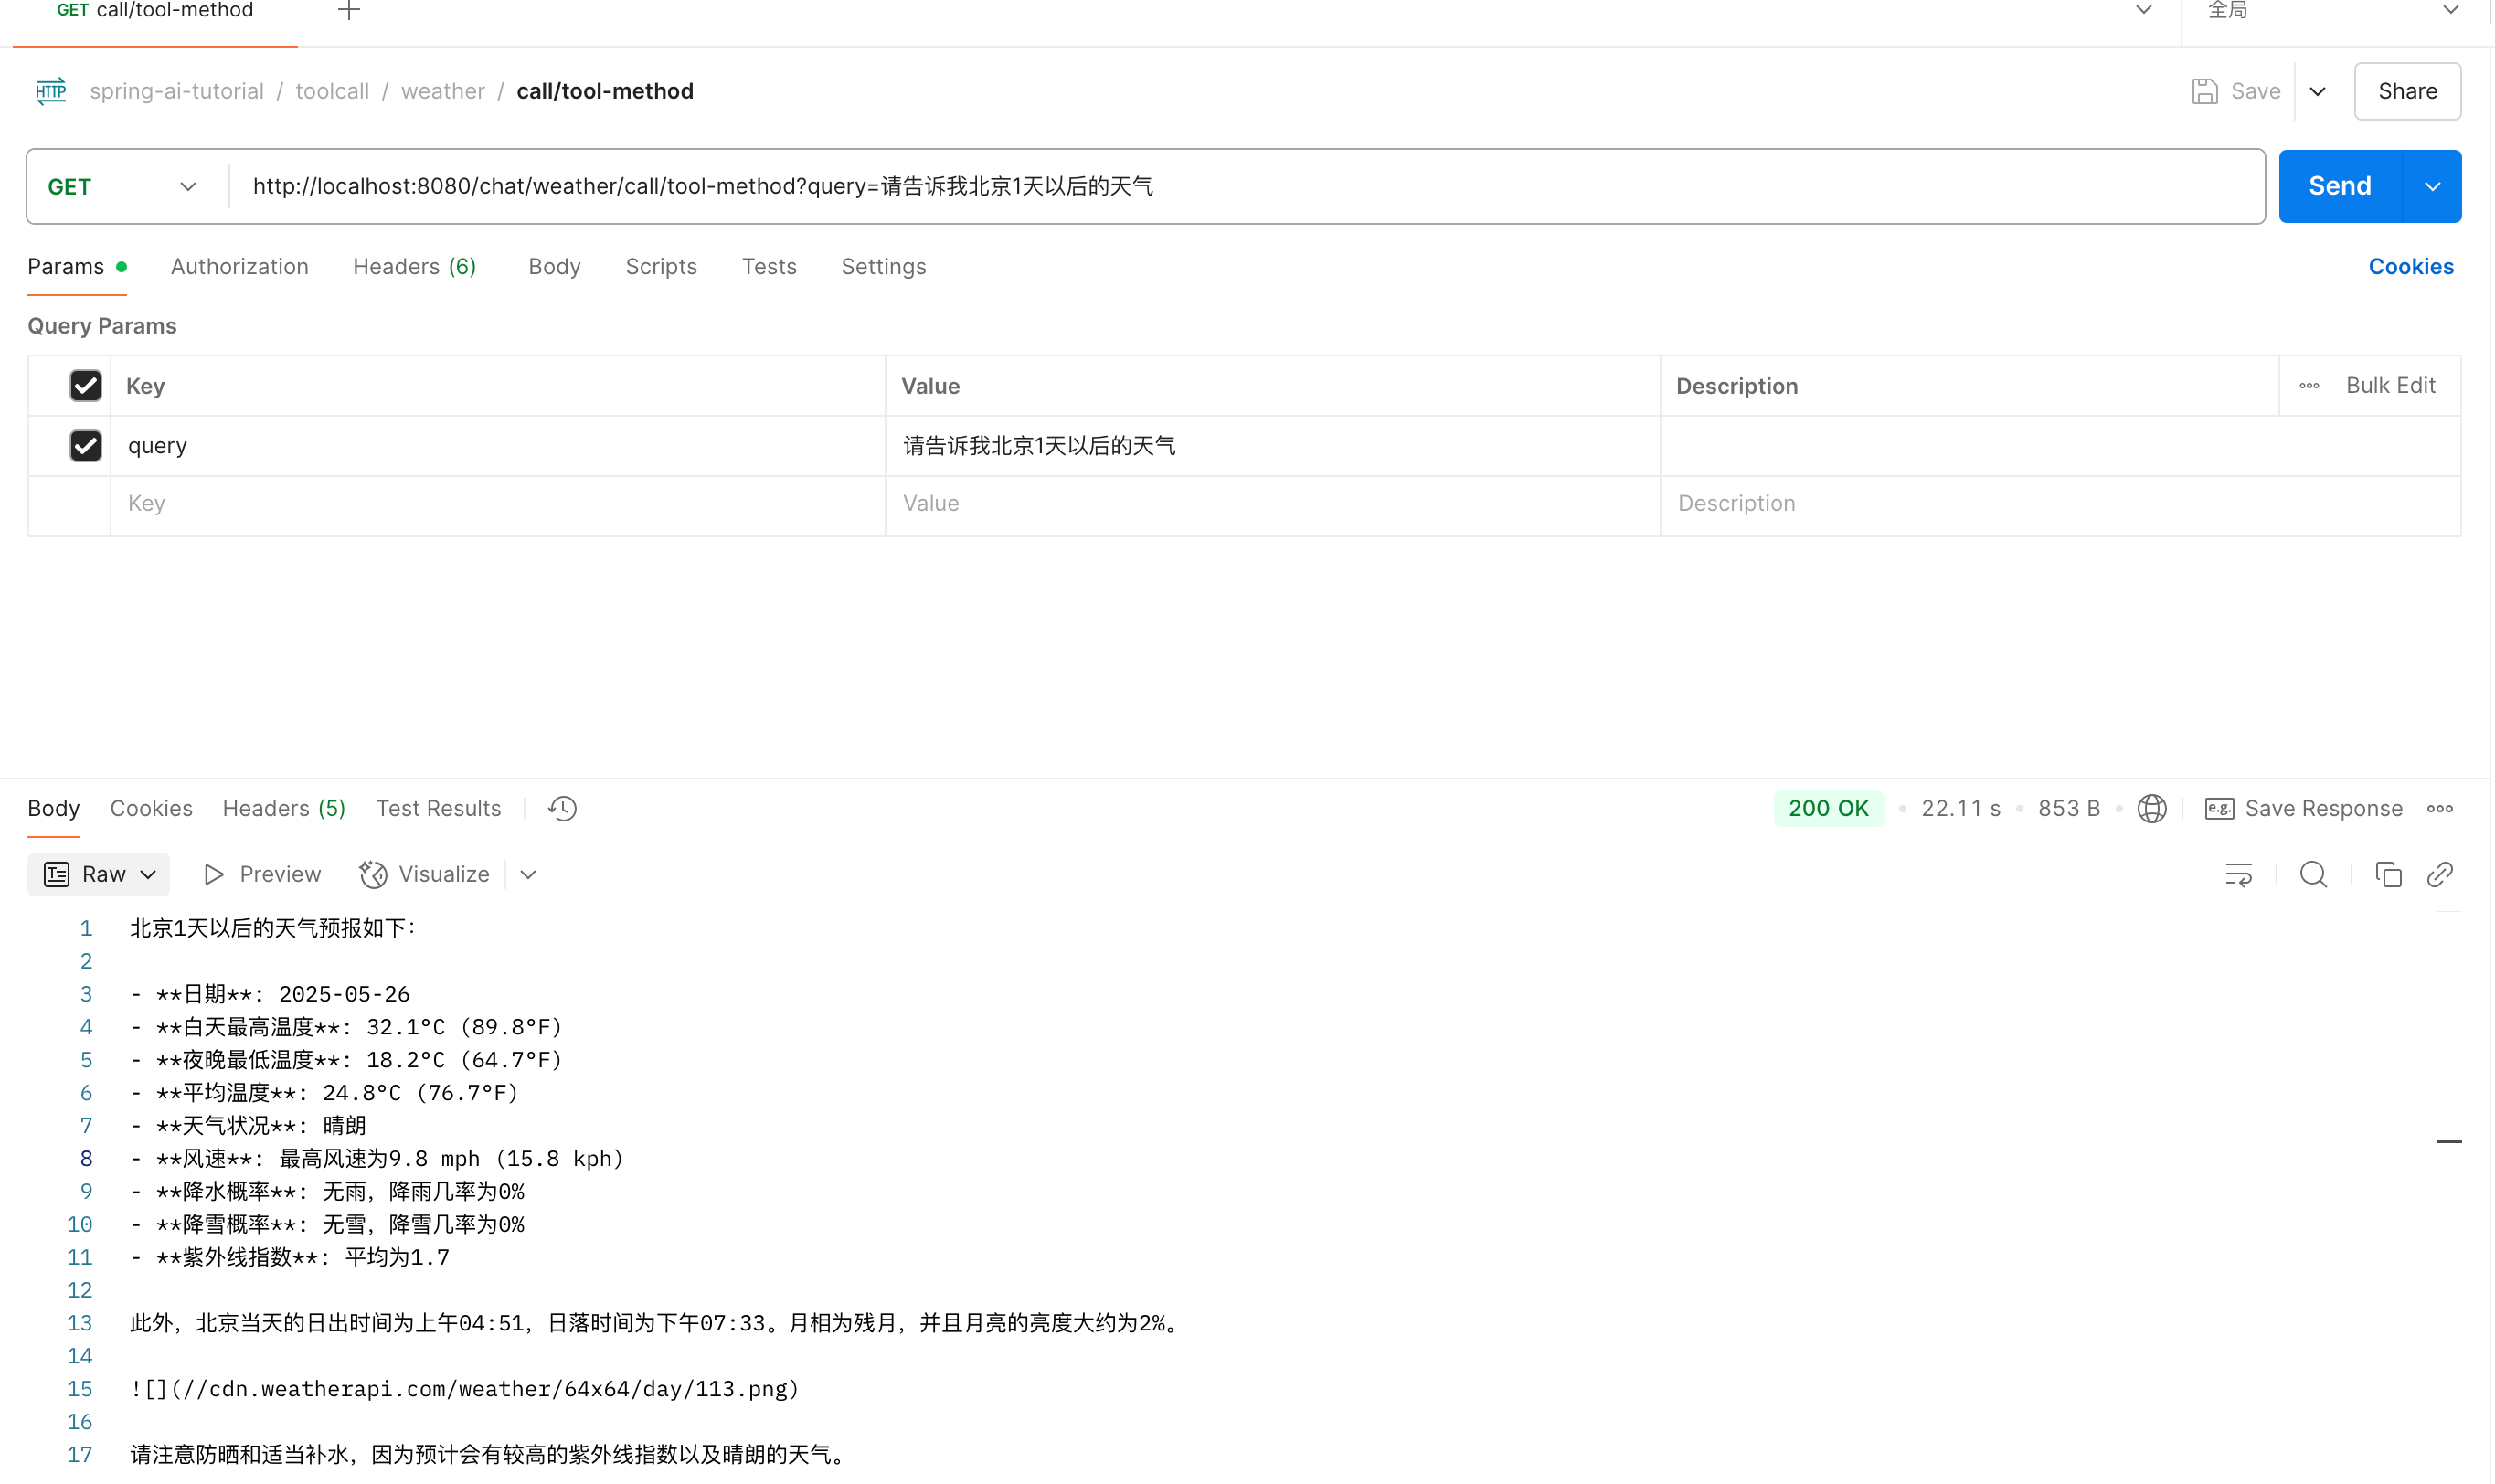 GET call/tool-method
全局
HTTP spring-ai-tutorial / toolcall / weather / call/tool-method Save Share
GET http://localhost:8080/chat/weather/call/tool-method?query=请告诉我北京1天以后的天气 Send
Params Authorization Headers (6) Body Scripts Tests Settings Cookies
Query Params
Key Value Description Bulk Edit
query 请告诉我北京1天以后的天气
Key Value Description
Body Cookies Headers (5) Test Results 200 OK 22.11 s 853 B e.g. Save Response
Raw Preview Visualize
1 北京1天以后的天气预报如下：
2
3 - **日期**: 2025-05-26
4 - **白天最高温度**: 32.1°C (89.8°F)
5 - **夜晚最低温度**: 18.2°C (64.7°F)
6 - **平均温度**: 24.8°C (76.7°F)
7 - **天气状况**: 晴朗
8 - **风速**: 最高风速为9.8 mph (15.8 kph)
9 - **降水概率**: 无雨，降雨几率为0%
10 - **降雪概率**: 无雪，降雪几率为0%
11 - **紫外线指数**: 平均为1.7
12
13 此外，北京当天的日出时间为上午04:51，日落时间为下午07:33。月相为残月，并且月亮的亮度大约为2%。
14
15 ![](//cdn.weatherapi.com/weather/64x64/day/113.png)
16
17 请注意防晒和适当补水，因为预计会有较高的紫外线指数以及晴朗的天气。